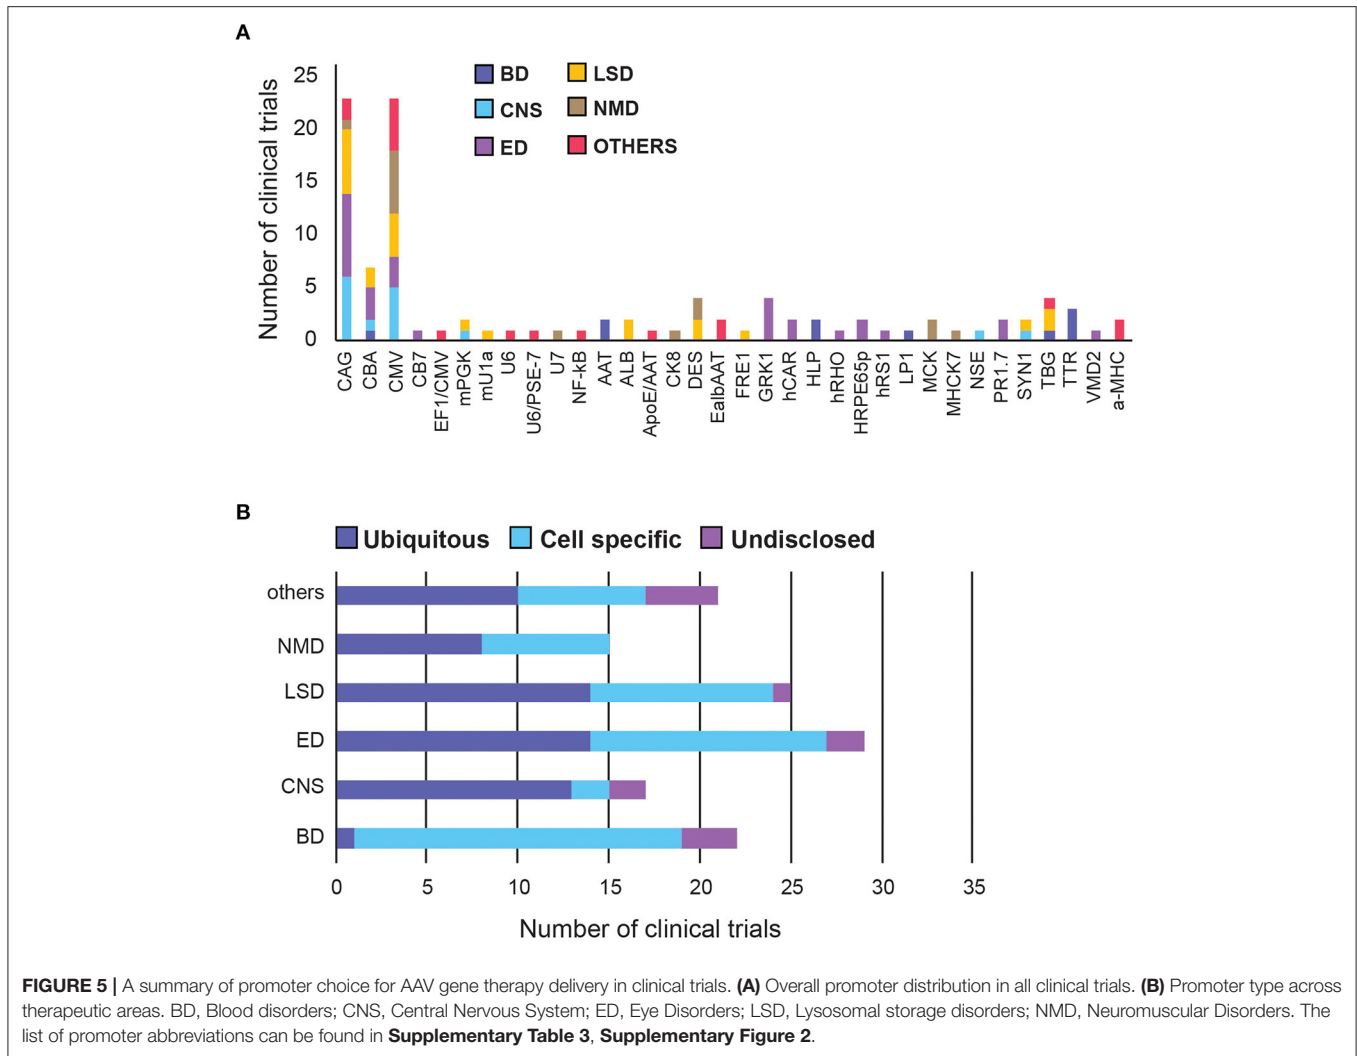 A
Number of clinical trials
25
20
15
10
5
0
BD
LSD
CNS
NMD
ED
OTHERS
CAG
CBA
CMV
CB7
EF1/CMV
mPGK
mU1a
U6
U6/PSE-7
U7
NF-kB
AAT
ALB
ApoE/AAT
CK8
DES
EalbAAT
FRE1
GRK1
hCAR
HLP
hRHO
HRPE65p
hRS1
LP1
MCK
MHCK7
NSE
PR1.7
SYN1
TBG
TTR
VMD2
a-MHC
B
Ubiquitous Cell specific Undisclosed
others
NMD
LSD
ED
CNS
BD
0 5 10 15 20 25 30 35
Number of clinical trials
FIGURE 5 | A summary of promoter choice for AAV gene therapy delivery in clinical trials. (A) Overall promoter distribution in all clinical trials. (B) Promoter type across
therapeutic areas. BD, Blood disorders; CNS, Central Nervous System; ED, Eye Disorders; LSD, Lysosomal storage disorders; NMD, Neuromuscular Disorders. The
list of promoter abbreviations can be found in Supplementary Table 3, Supplementary Figure 2.